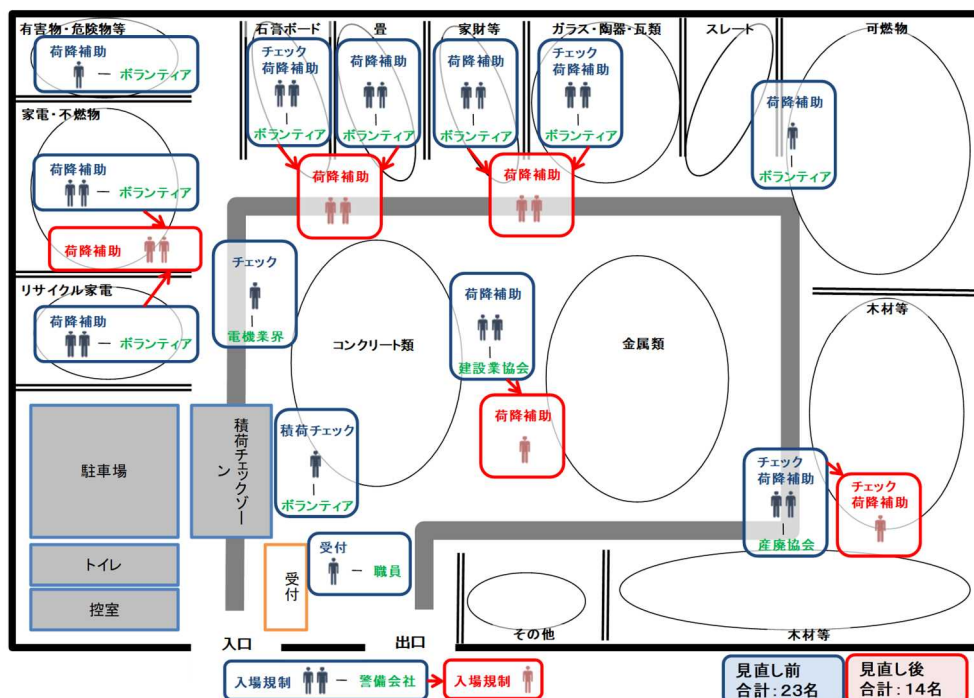 有害物・危険物等
荷降補助
ー ボランティア
石膏ボード
チェック
荷降補助
ボランティア
畳
荷降補助
ボランティア
家財等
荷降補助
ボランティア
ガラス・陶器・瓦類
チェック
荷降補助
ボランティア
スレート
可燃物
荷降補助
ボランティア
家電・不燃物
荷降補助
ー ボランティア
荷降補助
荷降補助
荷降補助
リサイクル家電
荷降補助
ー ボランティア
チェック
電機業界
コンクリート類
荷降補助
建設業協会
荷降補助
金属類
木材等
駐車場
積荷チェックゾーン
積荷チェック
ボランティア
チェック
荷降補助
産廃協会
チェック
荷降補助
トイレ
控室
受付
受付
ー 職員
その他
木材等
入口
出口
入場規制 ー 警備会社
入場規制
見直し前
合計:23名
見直し後
合計:14名